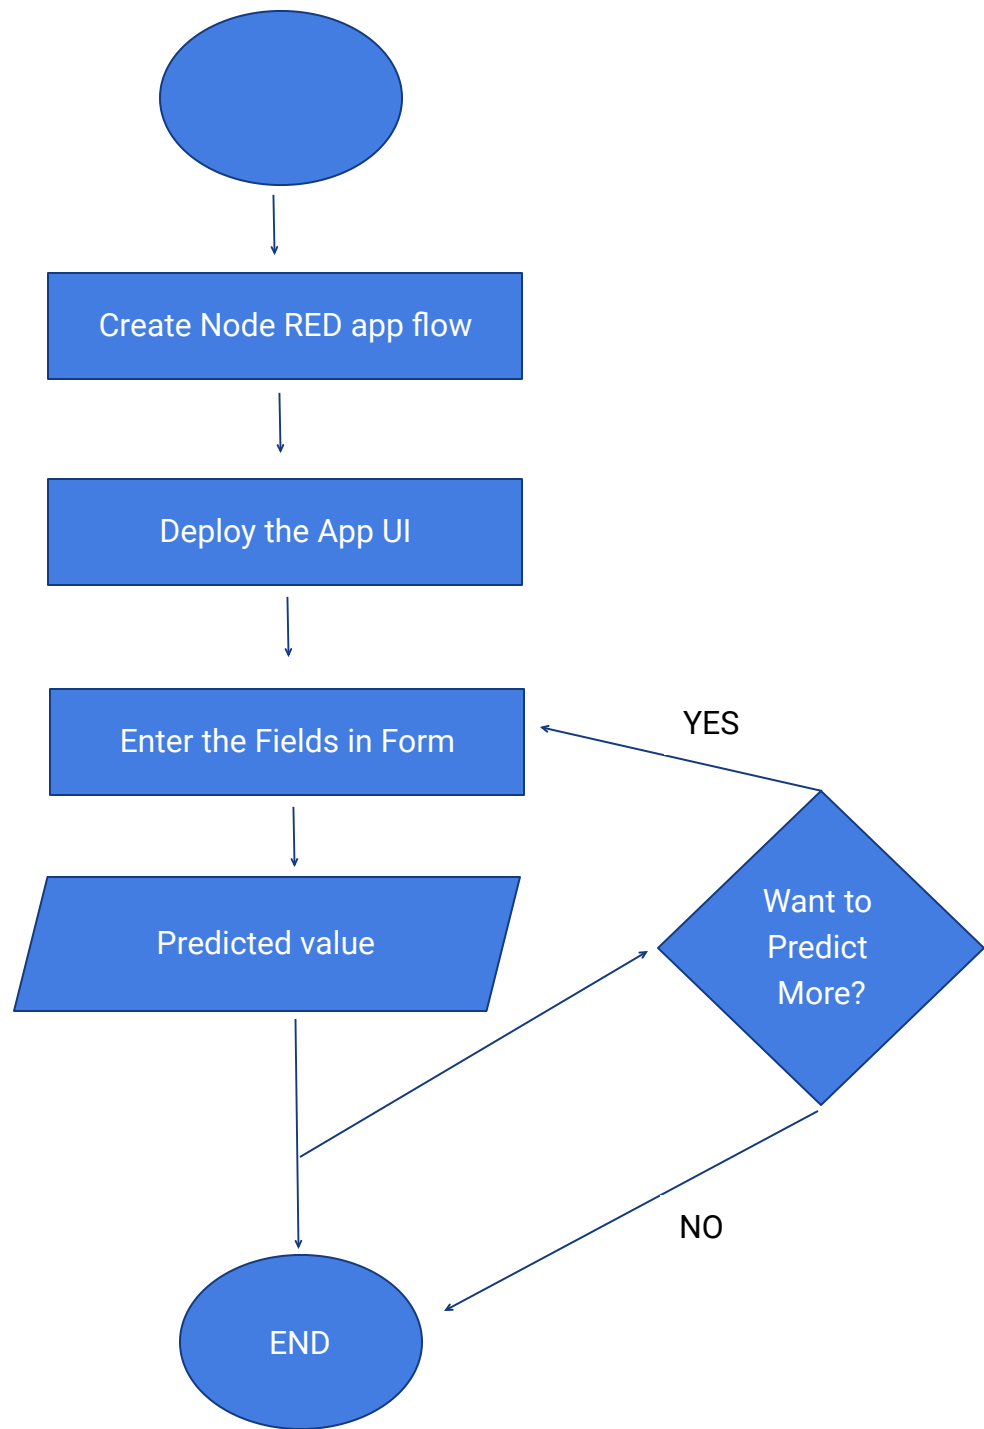 Create Node RED app flow
Deploy the App UI
Enter the Fields in Form
YES
Predicted value
Want to
Predict
More?
NO
END